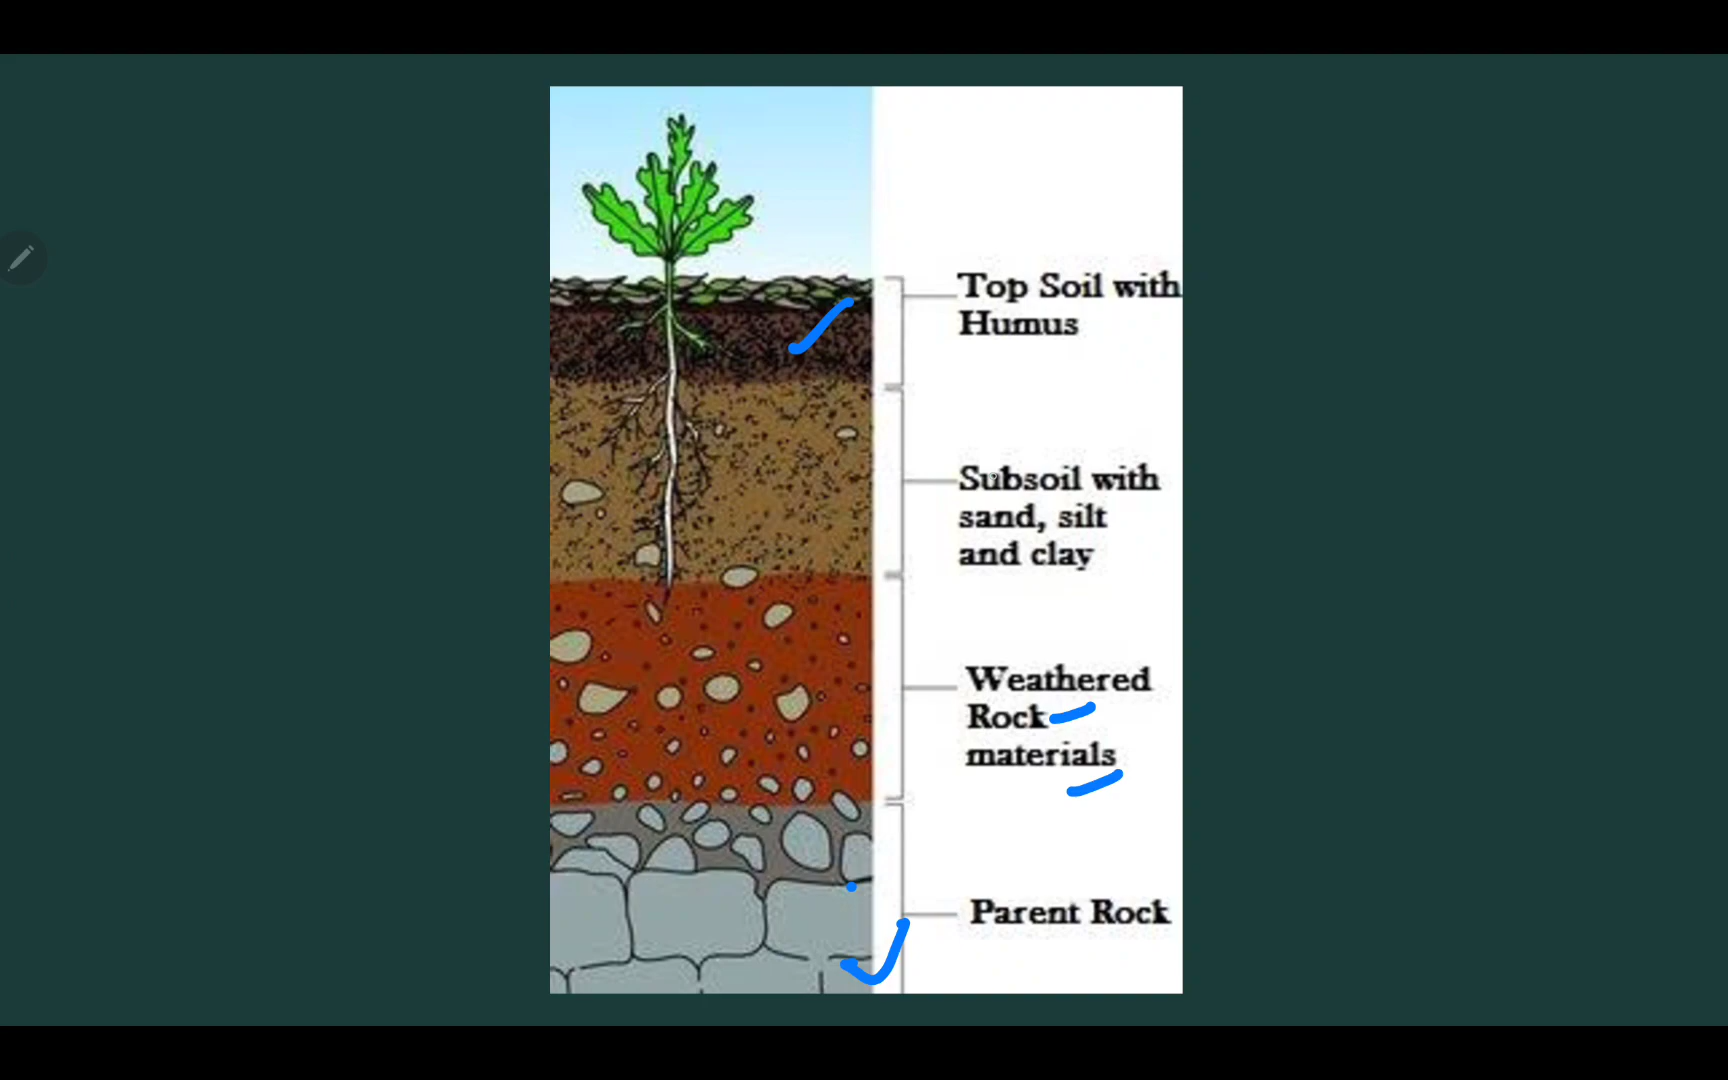 Top Soil with
Humus
Subsoil with
sand, silt
and clay
Weathered
Rock
materials
Parent Rock